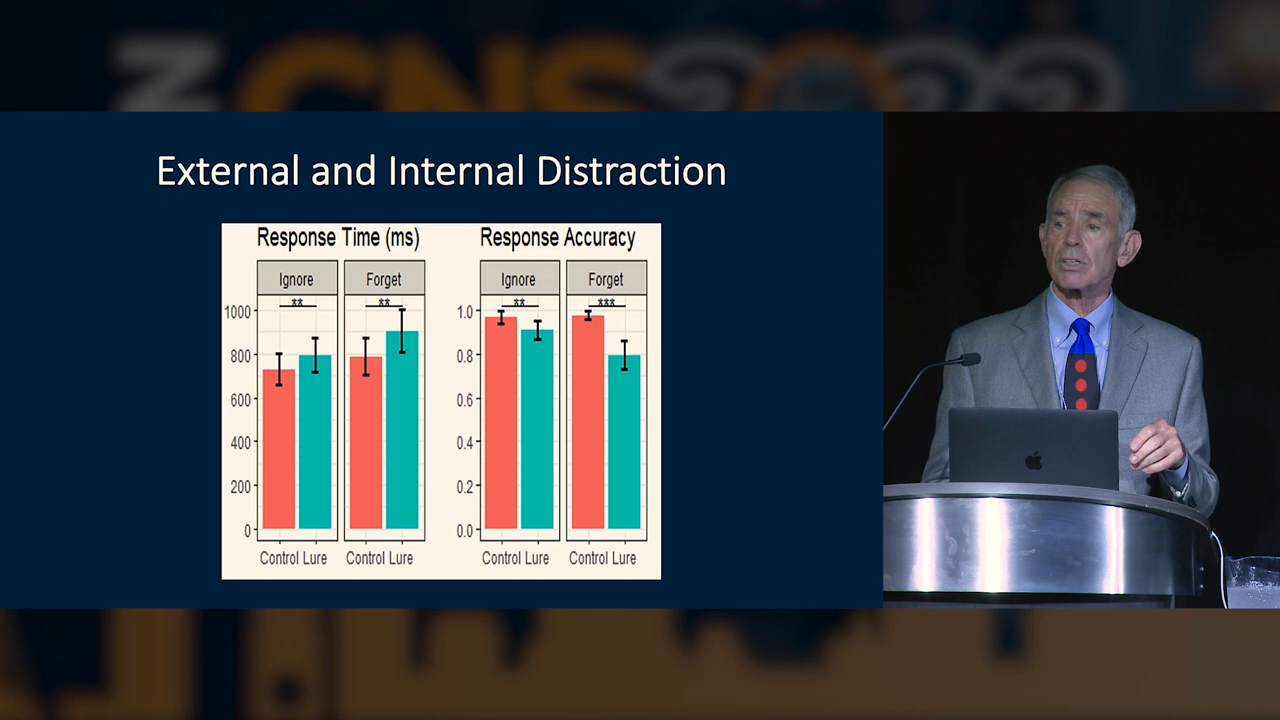 CNS2022
External and Internal Distraction
Response Time (ms)
Response Accuracy
Ignore
Forget
Ignore
Forget
**
**
**
***
1000
800
600
400
200
0
1.0
0.8
0.6
0.4
0.2
0.0
Control Lure
Control Lure
Control Lure
Control Lure